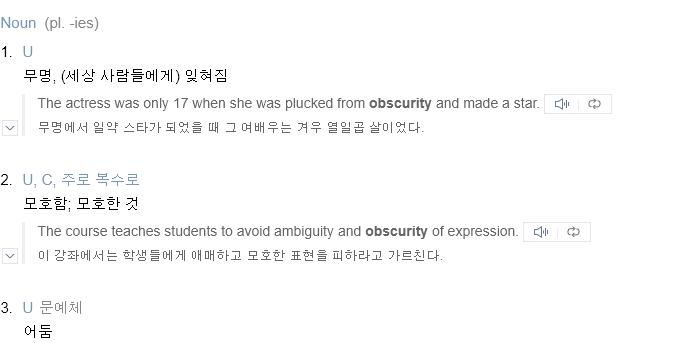 Noun (pl. -ies)
1. U
무명, (세상 사람들에게) 잊혀짐
The actress was only 17 when she was plucked from obscurity and made a star.
무명에서 일약 스타가 되었을 때 그 여배우는 겨우 열일곱 살이었다.
2. U, C, 주로 복수로
모호함; 모호한 것
The course teaches students to avoid ambiguity and obscurity of expression.
이 강좌에서는 학생들에게 애매하고 모호한 표현을 피하라고 가르친다.
3. U 문예체
어둠